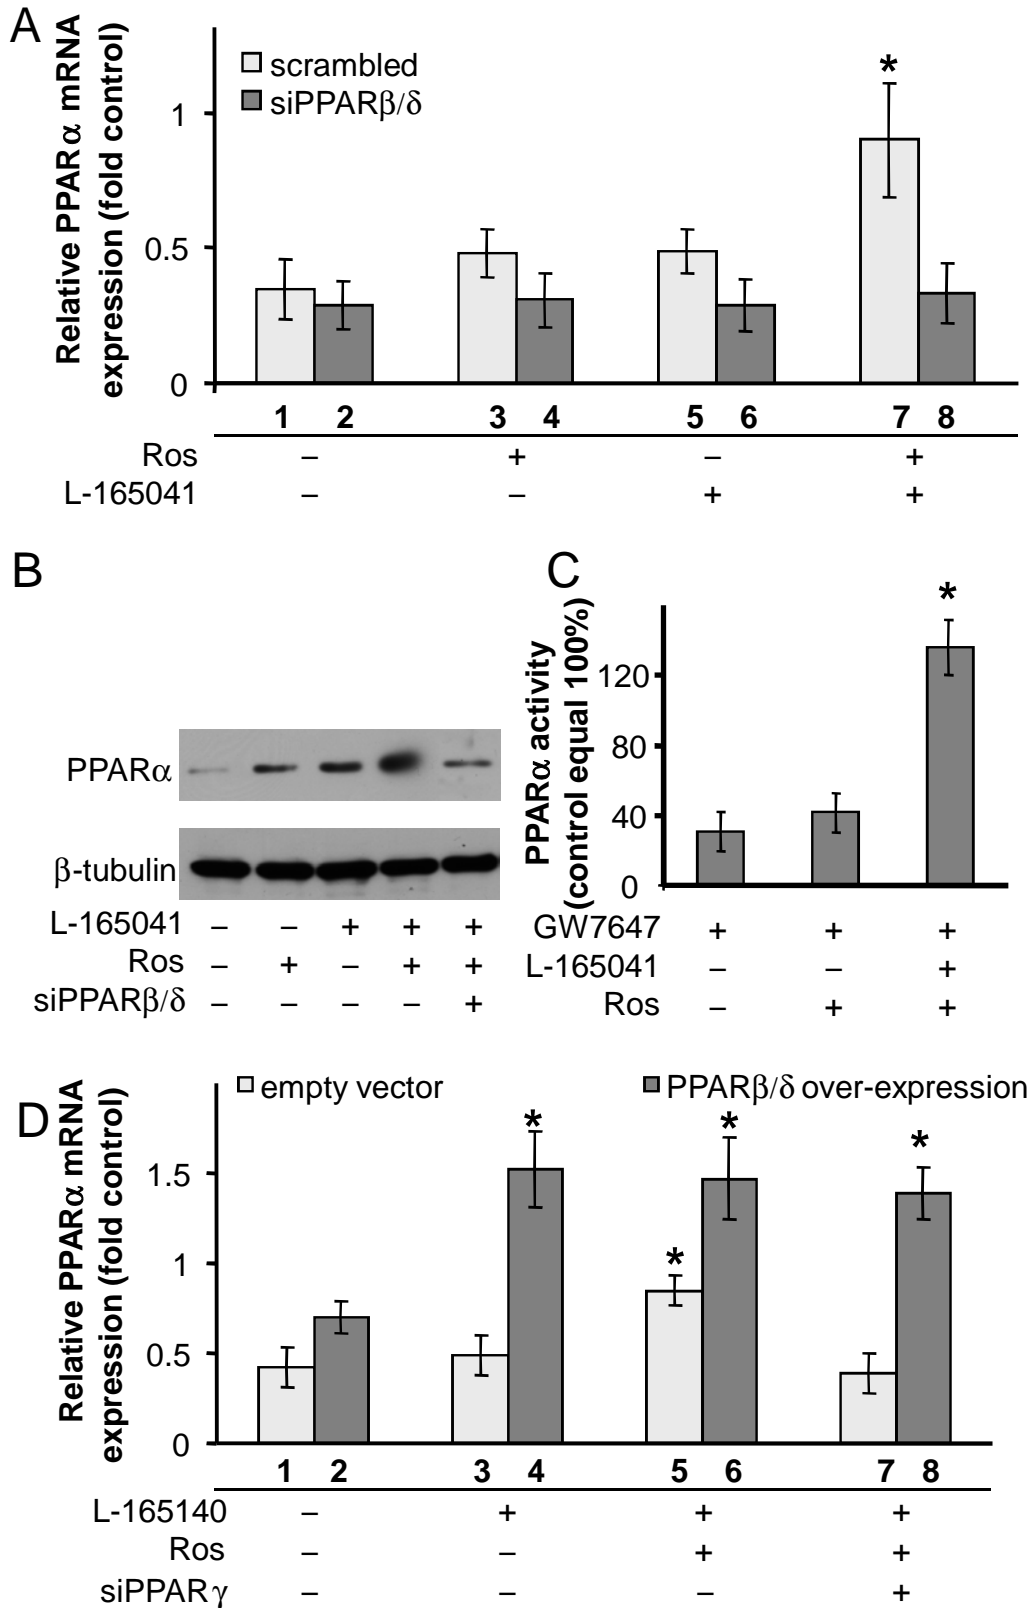 A
Relative PPARα mRNA
expression (fold control)
scrambled
siPPARβ/δ
*
1
0.5
0
1 2 3 4 5 6 7 8
Ros – + – +
L-165041 – – + +
B
PPARα
β-tubulin
L-165041 – – + + +
Ros – + – + +
siPPARβ/δ – – – – +
C
PPARα activity
(control equal 100%)
*
120
80
40
0
GW7647 + + +
L-165041 – – +
Ros – + +
D
Relative PPARα mRNA
expression (fold control)
empty vector
PPARβ/δ over-expression
* * *
*
1.5
1
0.5
0
1 2 3 4 5 6 7 8
L-165140 – + + +
Ros – – + +
siPPARγ – – – +